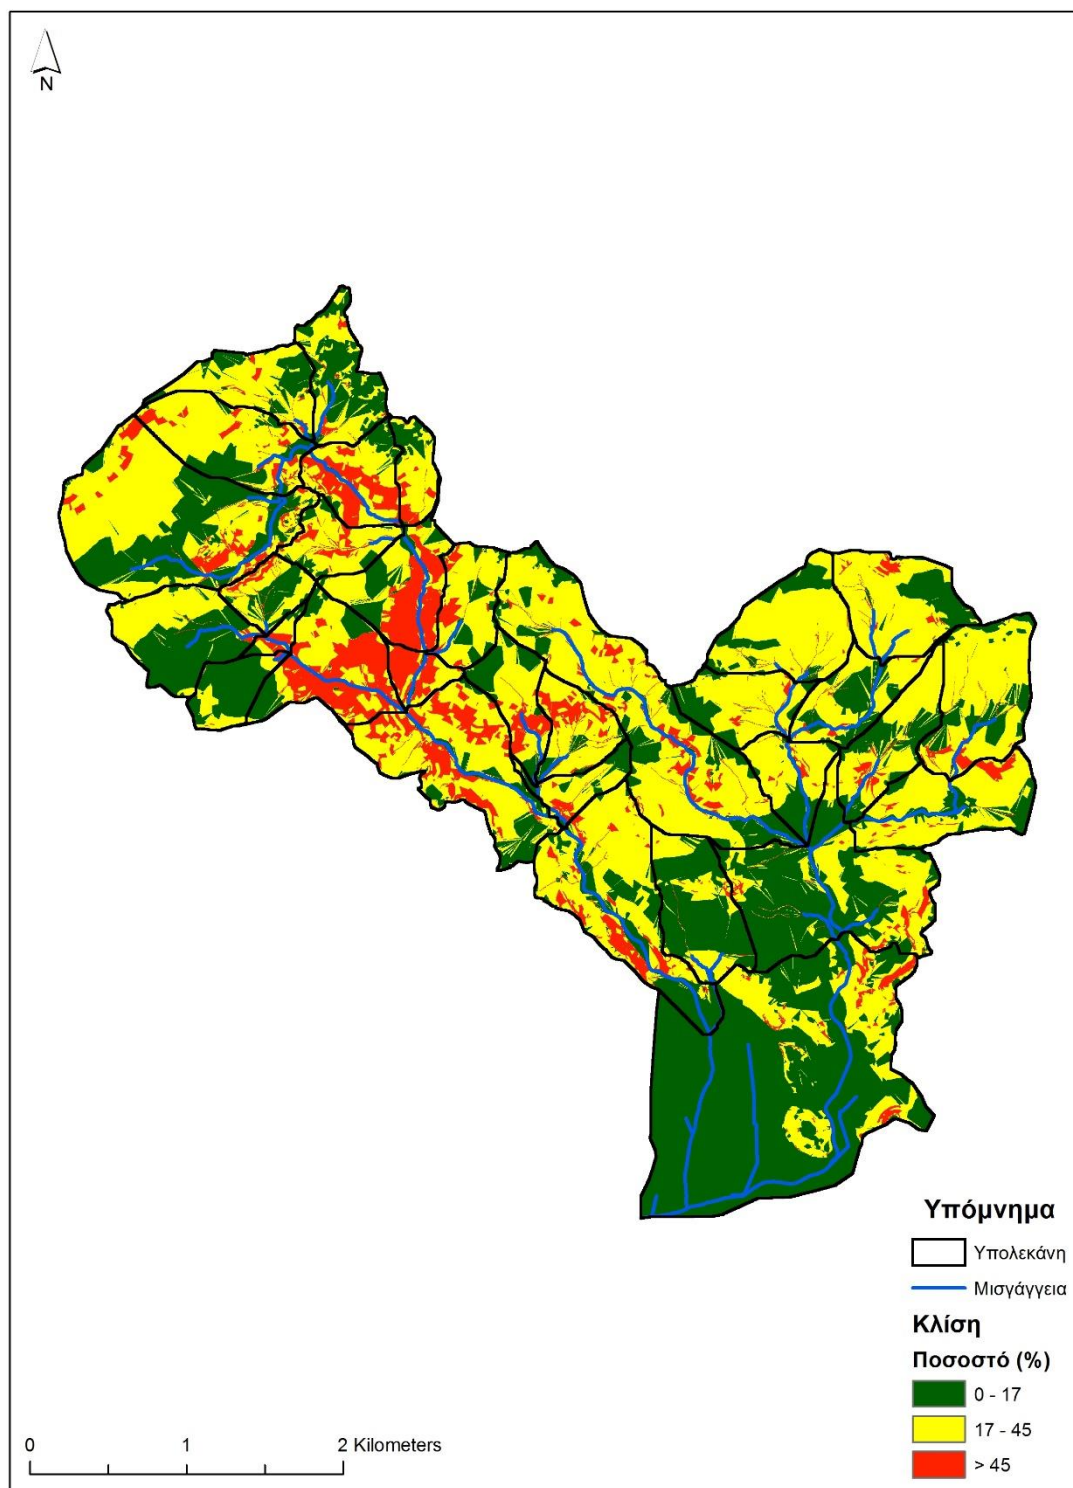 N
Υπόμνημα
Υπολεκάνη
Μισγάγγεια
Κλίση
Ποσοστό (%)
0 - 17
17 - 45
> 45
0 1 2 Kilometers